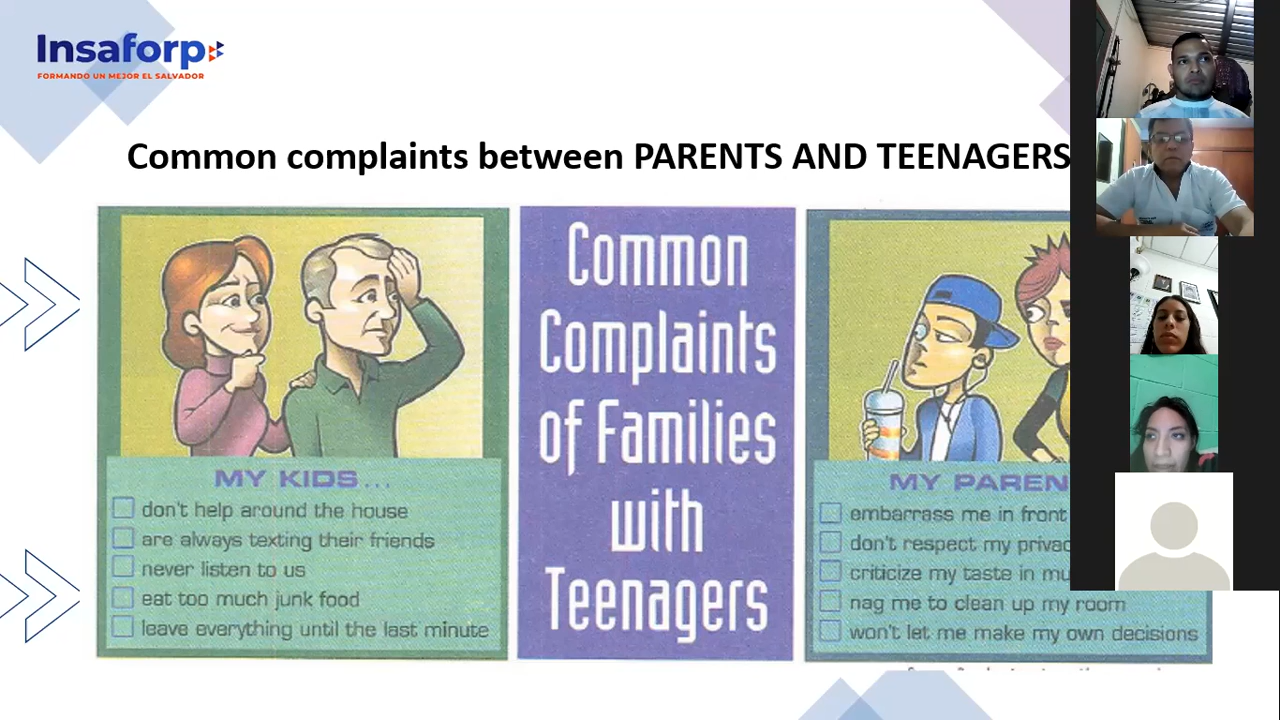 Insaforp
FORMANDO UN MEJOR EL SALVADOR
Common complaints between PARENTS AND TEENAGERS
MY KIDS...
don't help around the house
are always texting their friends
never listen to us
eat too much junk food
leave everything until the last minute
Common
Complaints
of Families
with
Teenagers
MY PAREN
embarrass me in front
don't respect my privac
criticize my taste in mu
nag me to clean up my room
won't let me make my own decisions